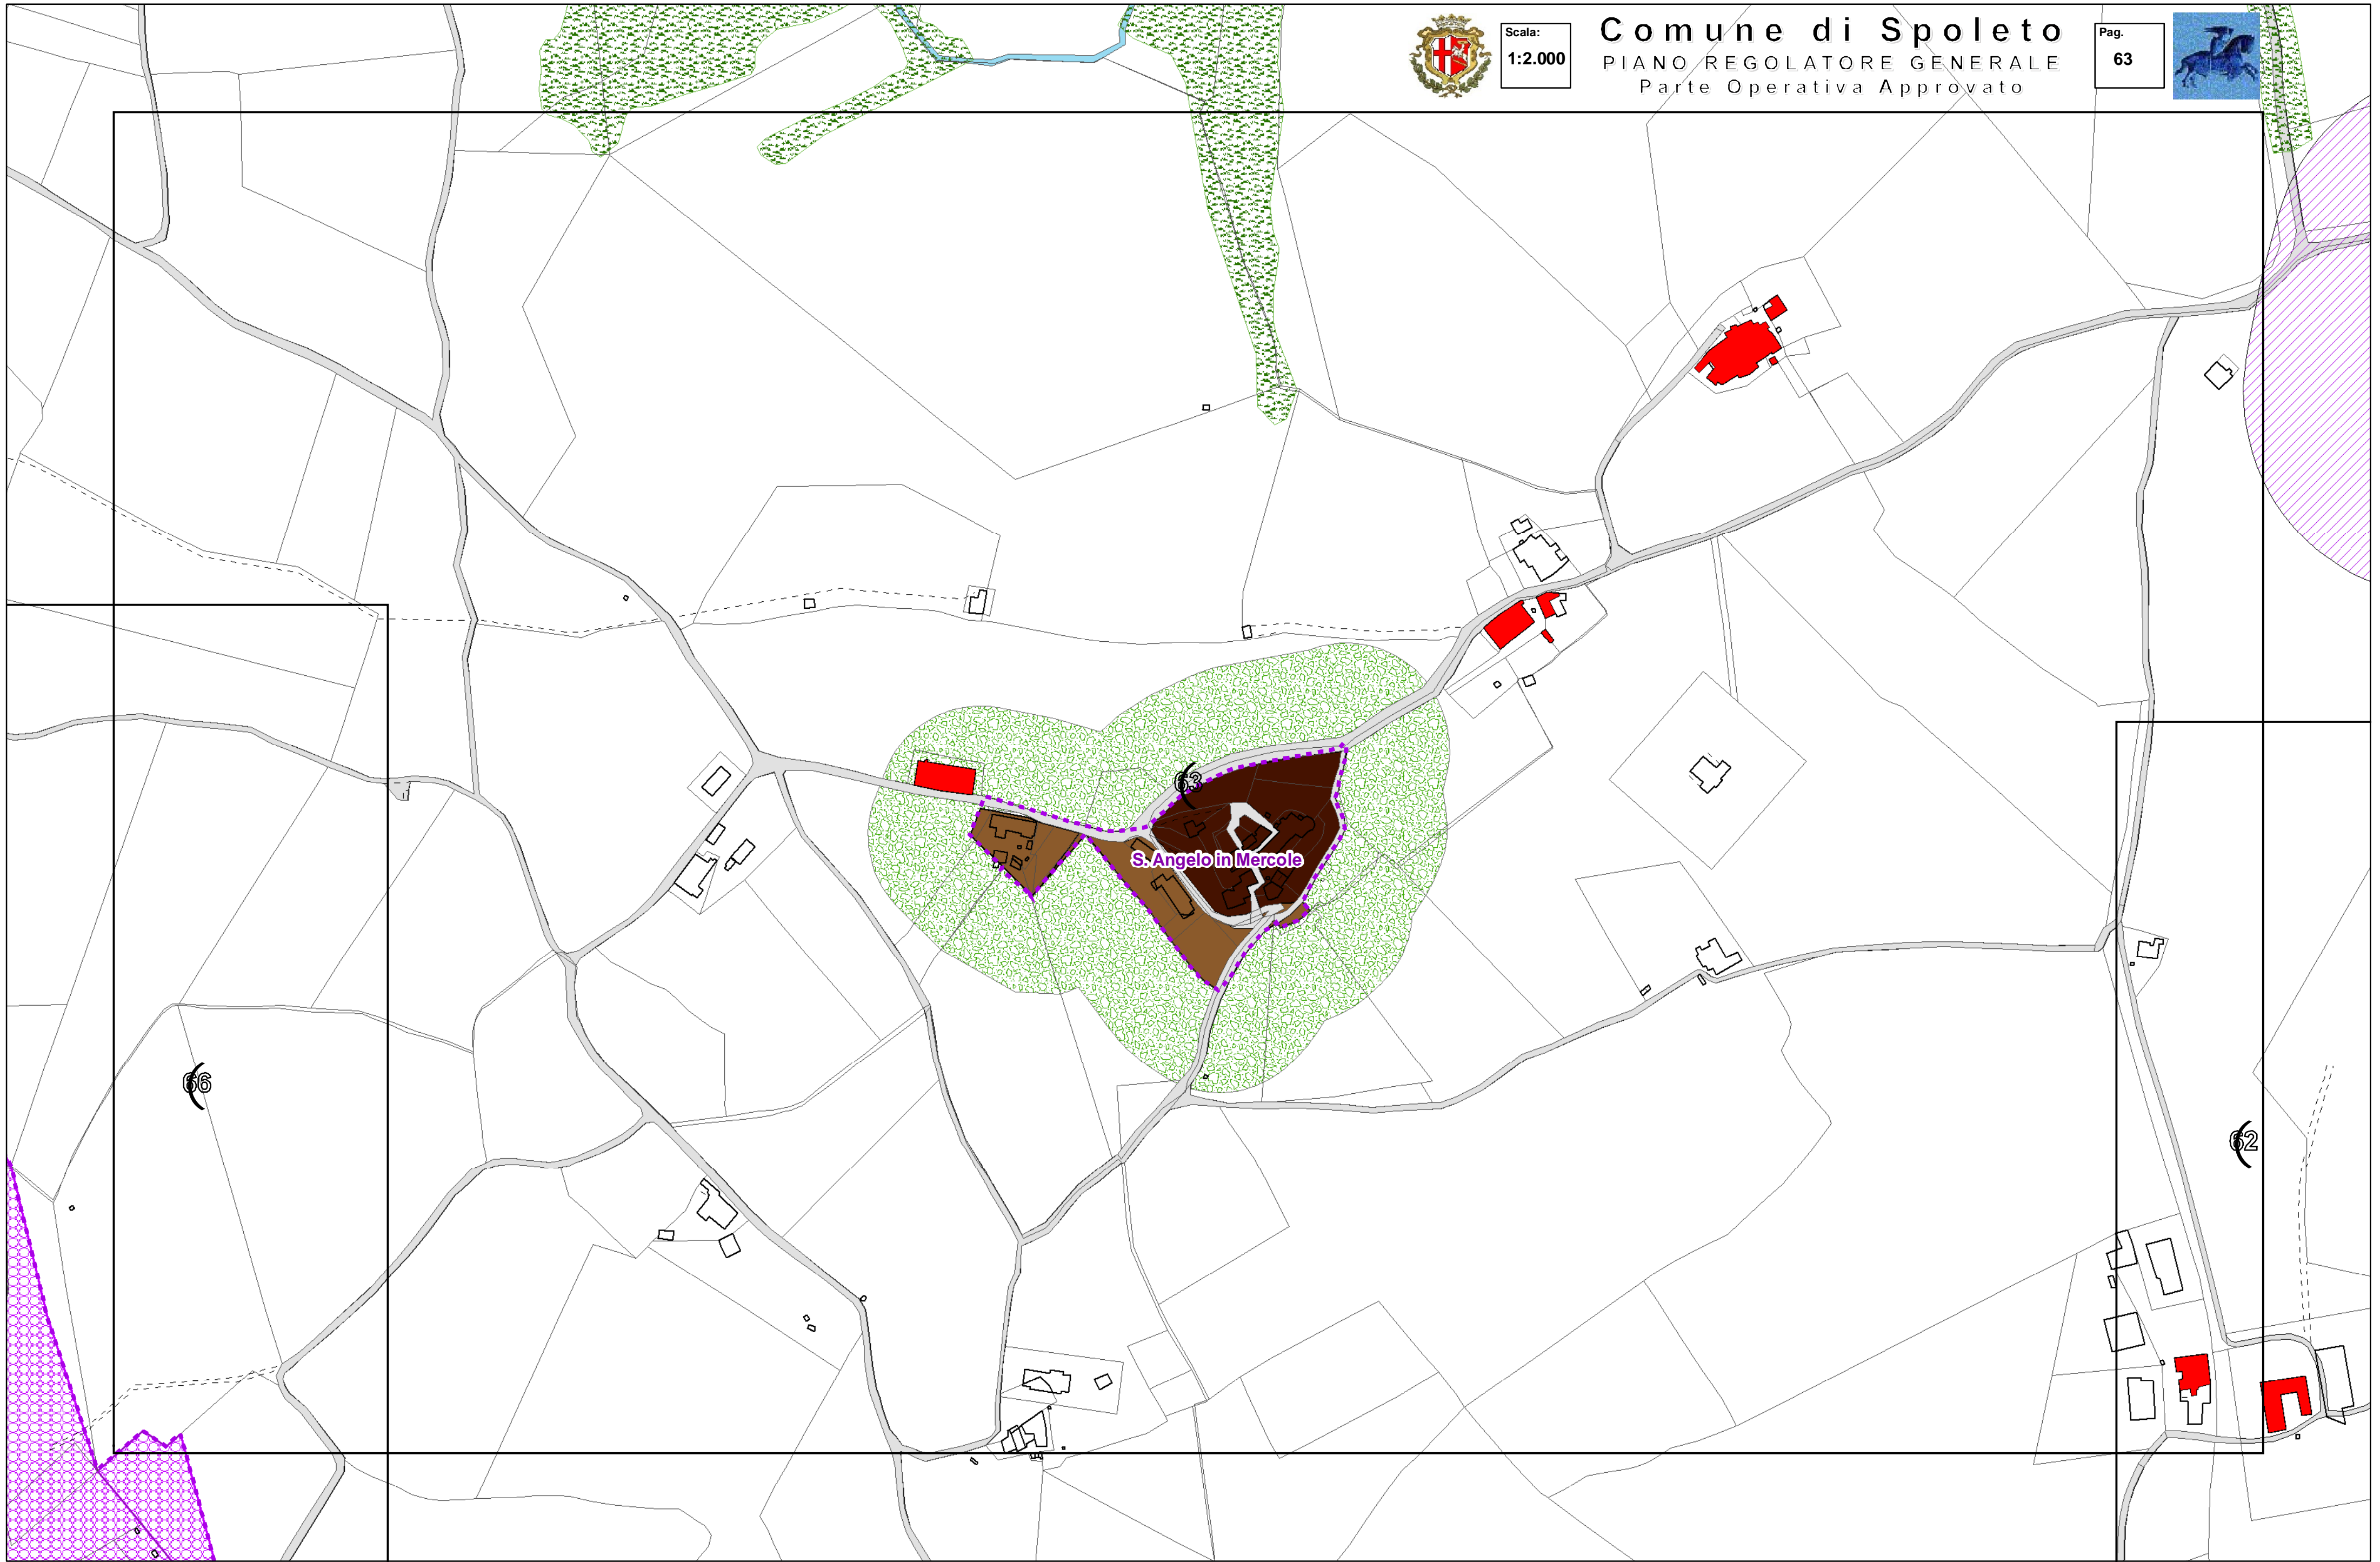 Scala:
1:2.000
Comune di Spoleto
PIANO REGOLATORE GENERALE
Parte Operativa Approvato
Pag.
63
63
S. Angelo in Mercole
66
62